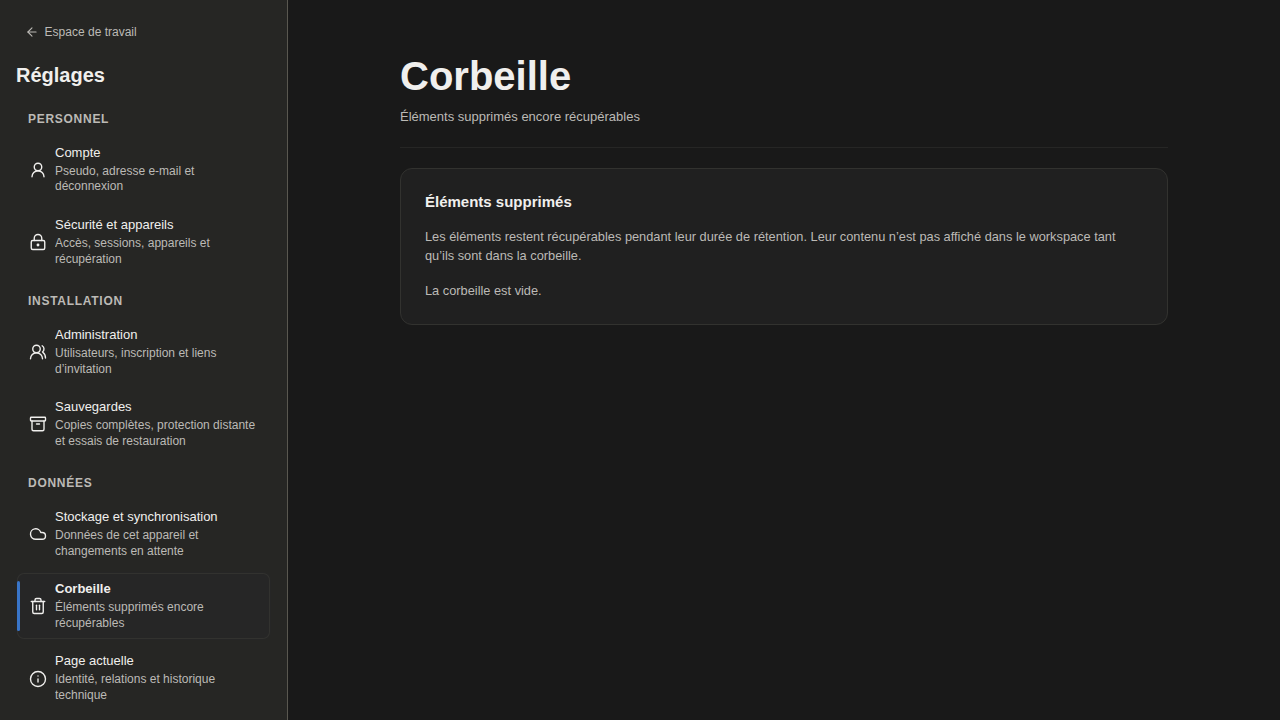 Espace de travail
Réglages
PERSONNEL
Compte
Pseudo, adresse e-mail et
déconnexion
Sécurité et appareils
Accès, sessions, appareils et
récupération
INSTALLATION
Administration
Utilisateurs, inscription et liens
d’invitation
Sauvegardes
Copies complètes, protection distante
et essais de restauration
DONNÉES
Stockage et synchronisation
Données de cet appareil et
changements en attente
Corbeille
Éléments supprimés encore
récupérables
Page actuelle
Identité, relations et historique
technique
Corbeille
Éléments supprimés encore récupérables
Éléments supprimés
Les éléments restent récupérables pendant leur durée de rétention. Leur contenu n’est pas affiché dans le workspace tant
qu’ils sont dans la corbeille.
La corbeille est vide.